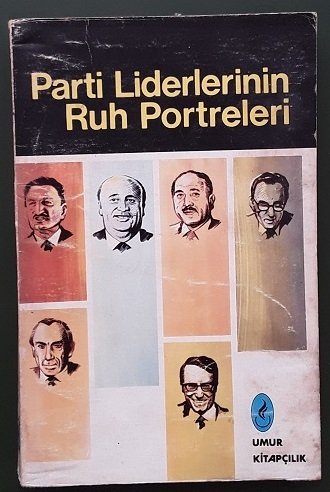 Parti Liderlerinin
Ruh Portreleri
UMUR
KİTAPÇILIK